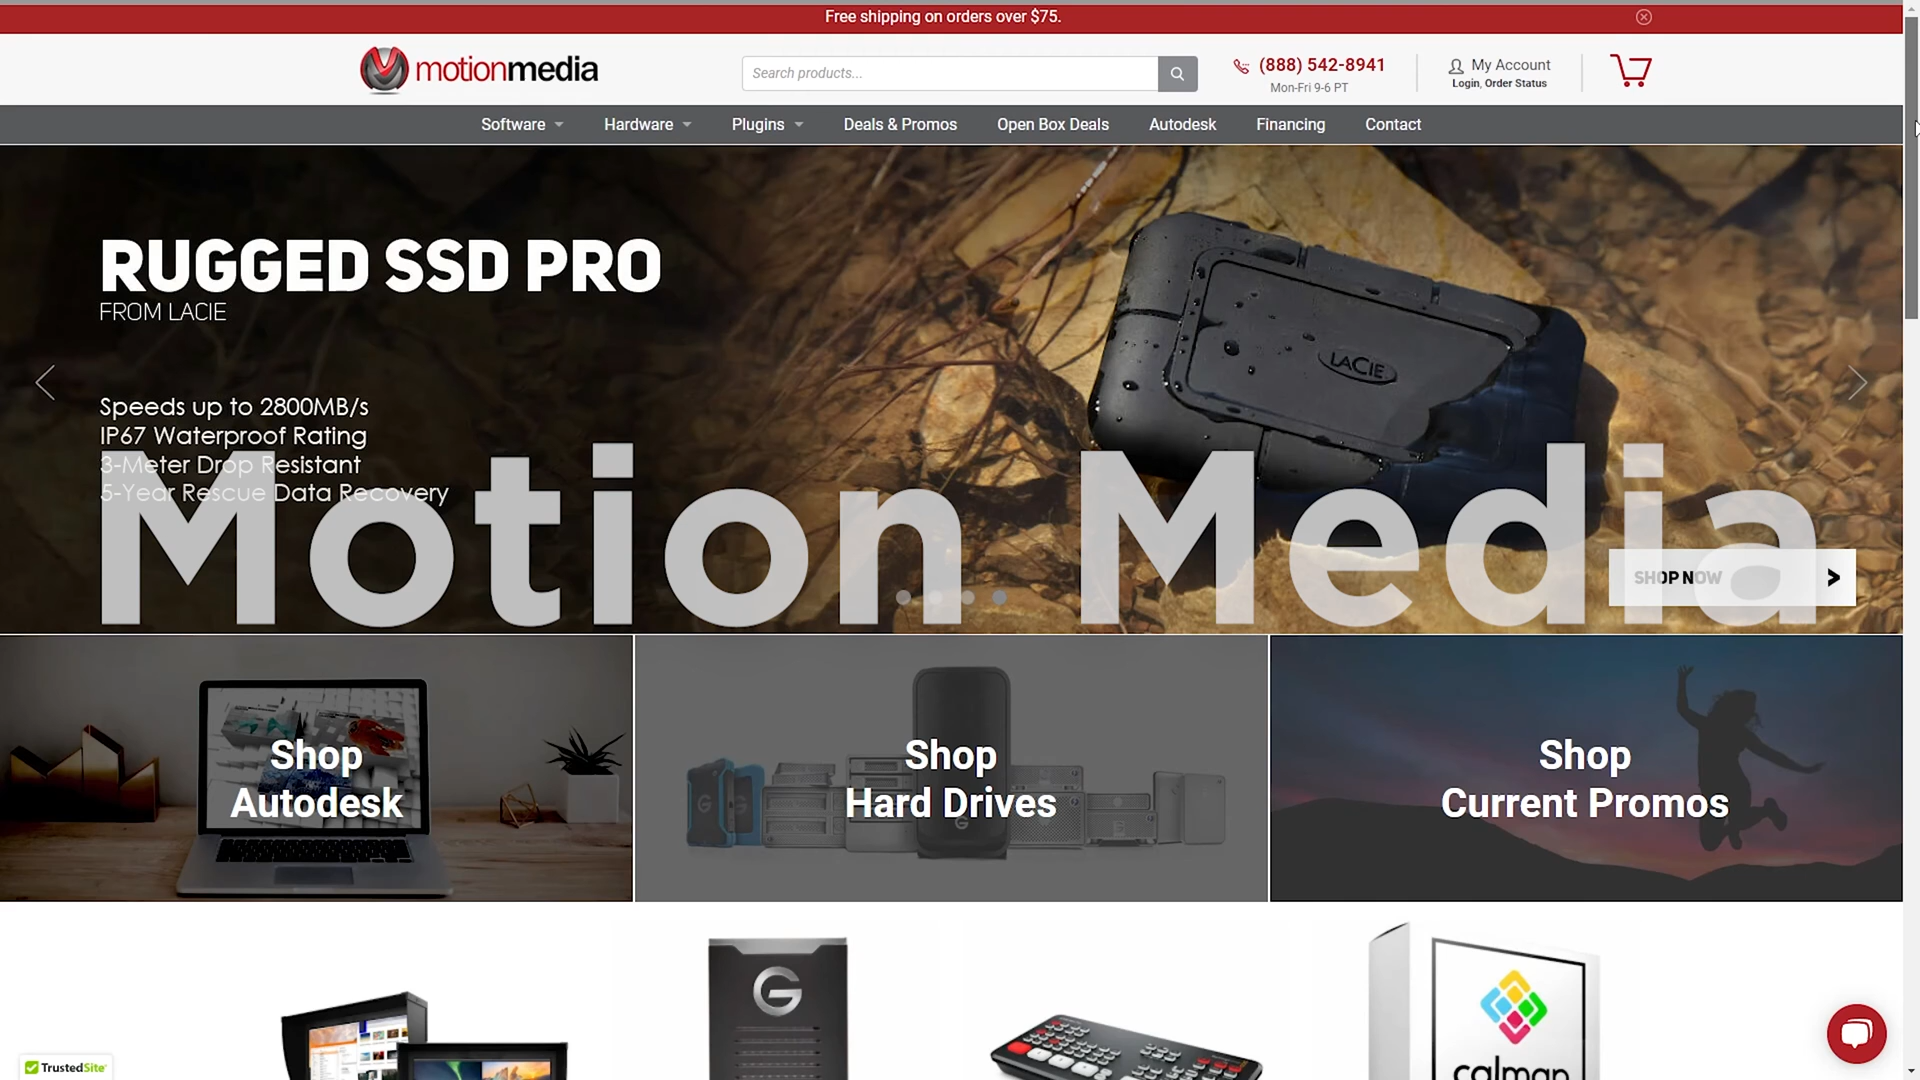 Free shipping on orders over $75.
motionmedia
Search products...
(888) 542-8941
Mon-Fri 9-6 PT
My Account
Login, Order Status
Software
Hardware
Plugins
Deals & Promos
Open Box Deals
Autodesk
Financing
Contact
RUGGED SSD PRO
FROM LACIE
LACIE
Speeds up to 2800MB/s
IP67 Waterproof Rating
3-Meter Drop Resistant
5-Year Rescue Data Recovery
Motion Media
SHOP NOW
Shop
Autodesk
Shop
Hard Drives
Shop
Current Promos
G
calman
TrustedSite